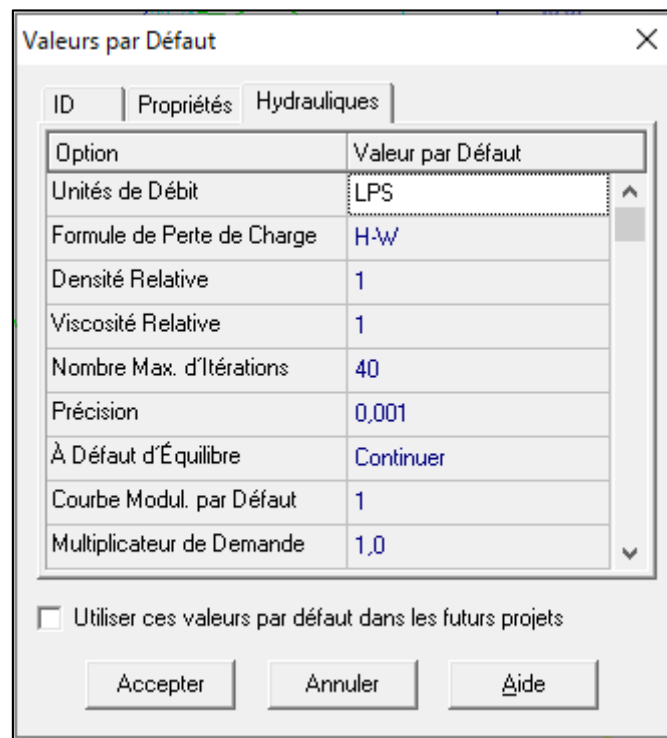 Valeurs par Défaut
ID Propriétés Hydrauliques
Option Valeur par Défaut
Unités de Débit LPS
Formule de Perte de Charge H-W
Densité Relative 1
Viscosité Relative 1
Nombre Max. d´Itérations 40
Précision 0,001
À Défaut d´Équilibre Continuer
Courbe Modul. par Défaut 1
Multiplicateur de Demande 1,0
Utiliser ces valeurs par défaut dans les futurs projets
Accepter Annuler Aide